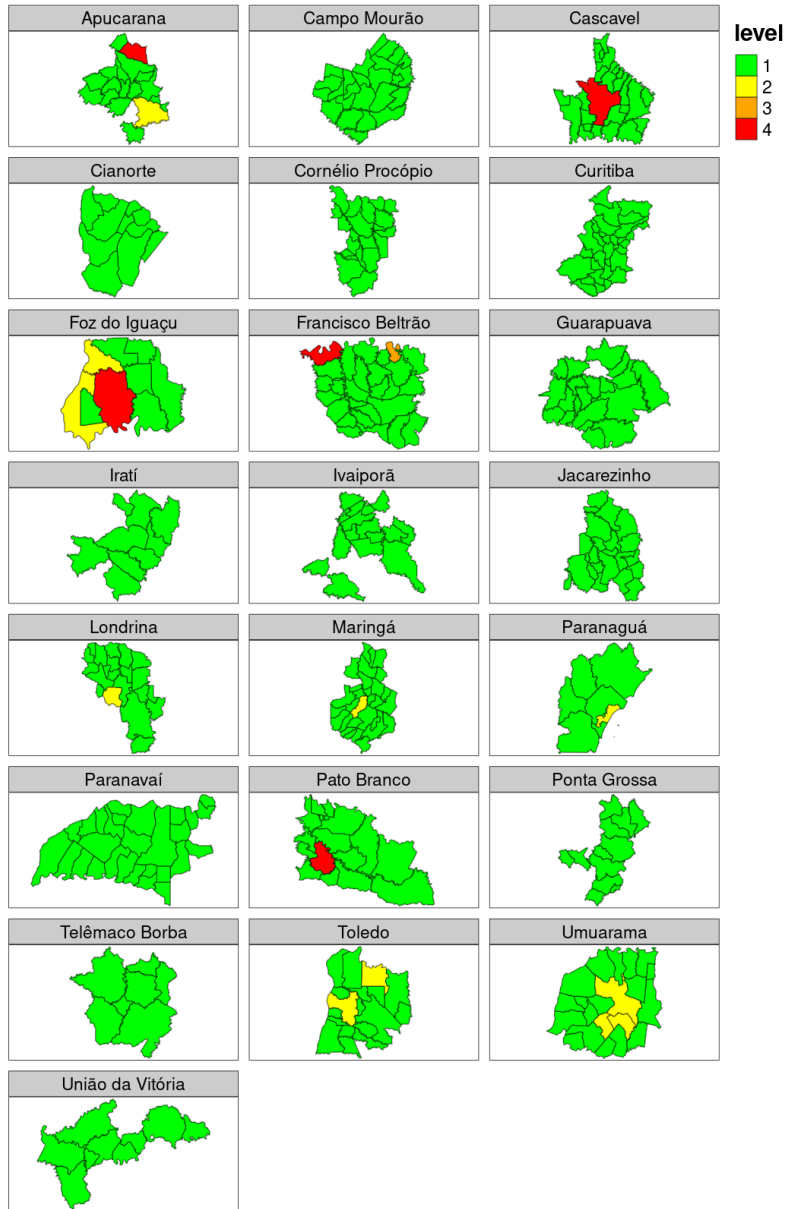 Apucarana
Campo Mourão
Cascavel
level
1
2
3
4
Cianorte
Cornélio Procópio
Curitiba
Foz do Iguaçu
Francisco Beltrão
Guarapuava
Iratí
Ivaiporã
Jacarezinho
Londrina
Maringá
Paranaguá
Paranavaí
Pato Branco
Ponta Grossa
Telêmaco Borba
Toledo
Umuarama
União da Vitória